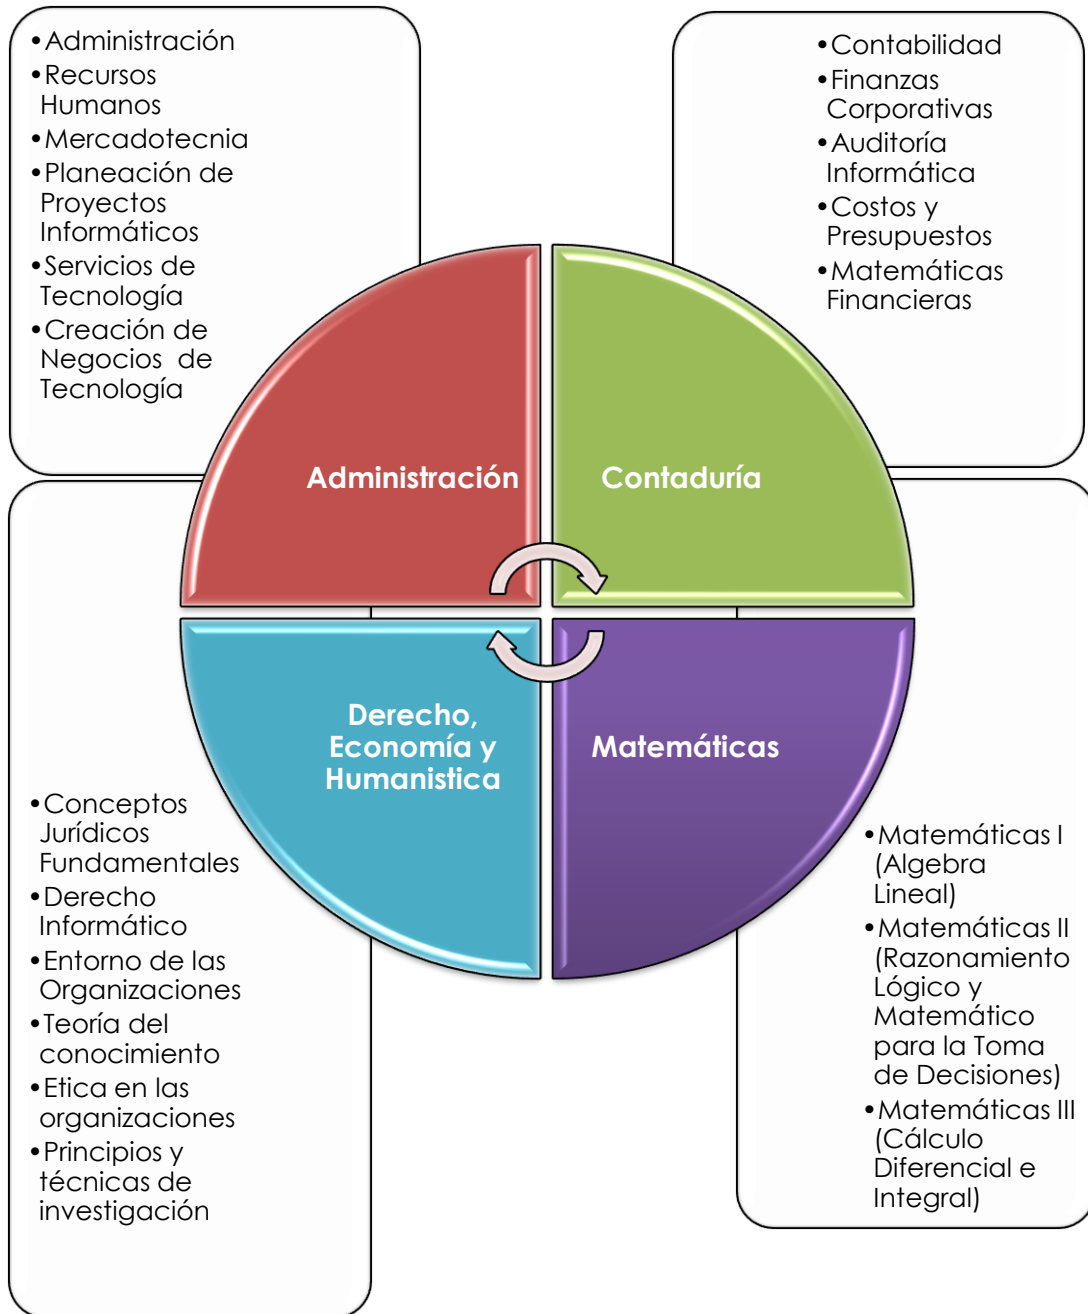 •Administración
•Recursos
Humanos
•Mercadotecnia
•Planeación de
Proyectos
Informáticos
•Servicios de
Tecnología
•Creación de
Negocios de
Tecnología
•Contabilidad
•Finanzas
Corporativas
•Auditoría
Informática
•Costos y
Presupuestos
•Matemáticas
Financieras
Administración
Contaduría
Derecho,
Economía y
Humanistica
Matemáticas
•Conceptos
Jurídicos
Fundamentales
•Derecho
Informático
•Entorno de las
Organizaciones
•Teoría del
conocimiento
•Etica en las
organizaciones
•Principios y
técnicas de
investigación
•Matemáticas I
(Algebra
Lineal)
•Matemáticas II
(Razonamiento
Lógico y
Matemático
para la Toma
de Decisiones)
•Matemáticas III
(Cálculo
Diferencial e
Integral)